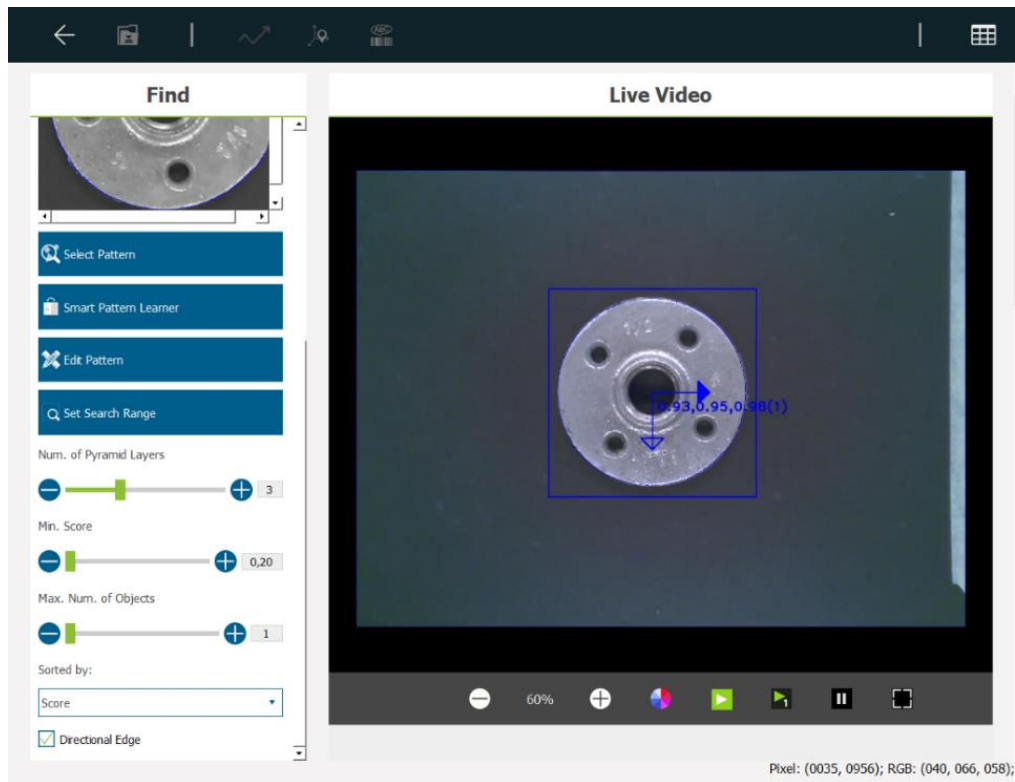 ABC
Find
Live Video
Select Pattern
Smart Pattern Learner
Edit Pattern
Set Search Range
Num. of Pyramid Layers
3
Min. Score
0,20
Max. Num. of Objects
1
Sorted by:
Score
Directional Edge
1/2
0.93,0.95,0.98(1)
60%
1
Pixel: (0035, 0956); RGB: (040, 066, 058);